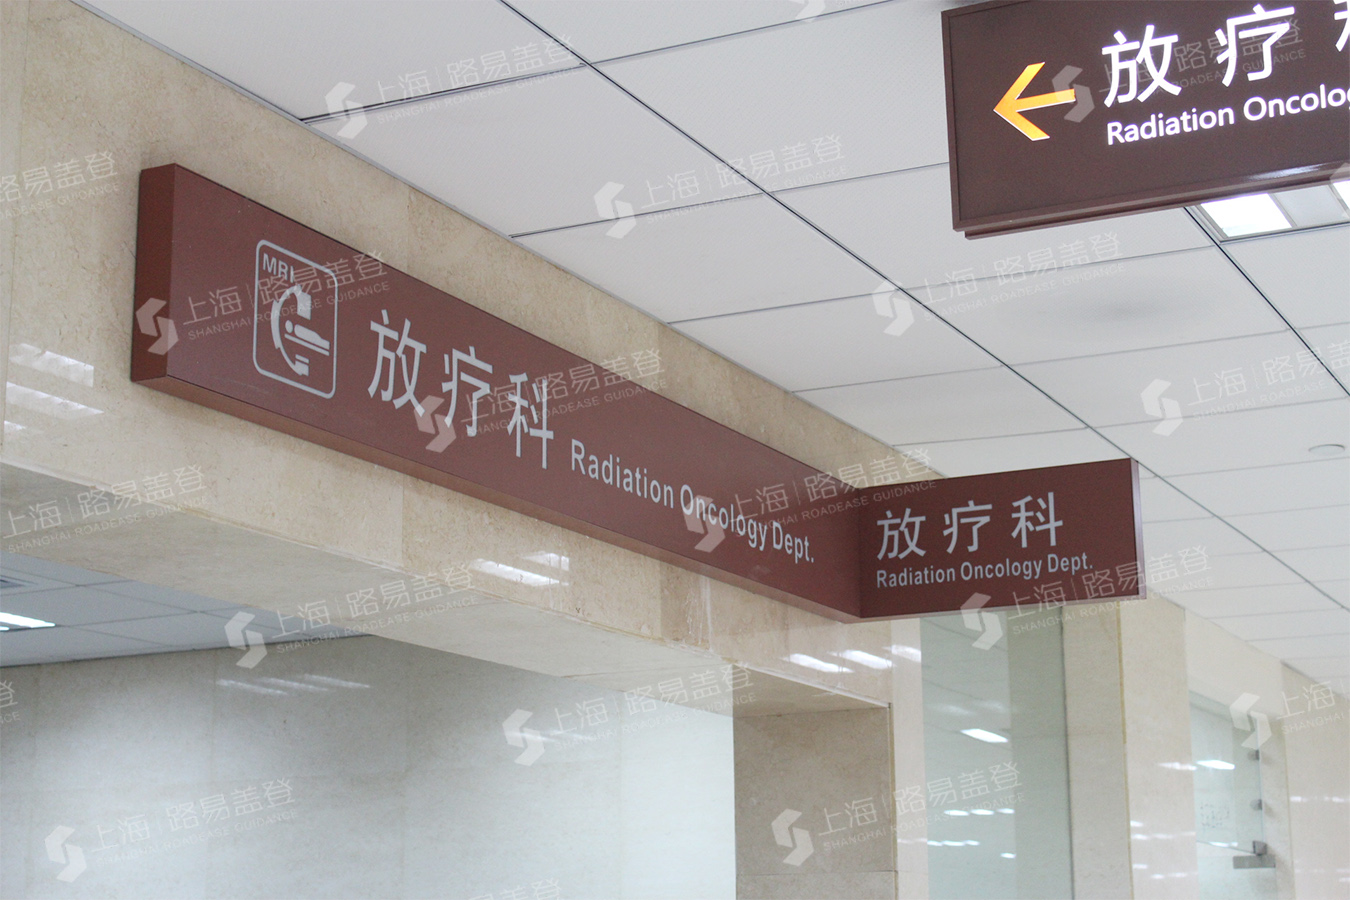 MRI
放疗科
Radiation Oncology Dept.
放疗科
Radiation Oncology Dept.
放疗
Radiation Oncolo
上海 路易盖登
SHANGHAI ROADEASE GUIDANCE